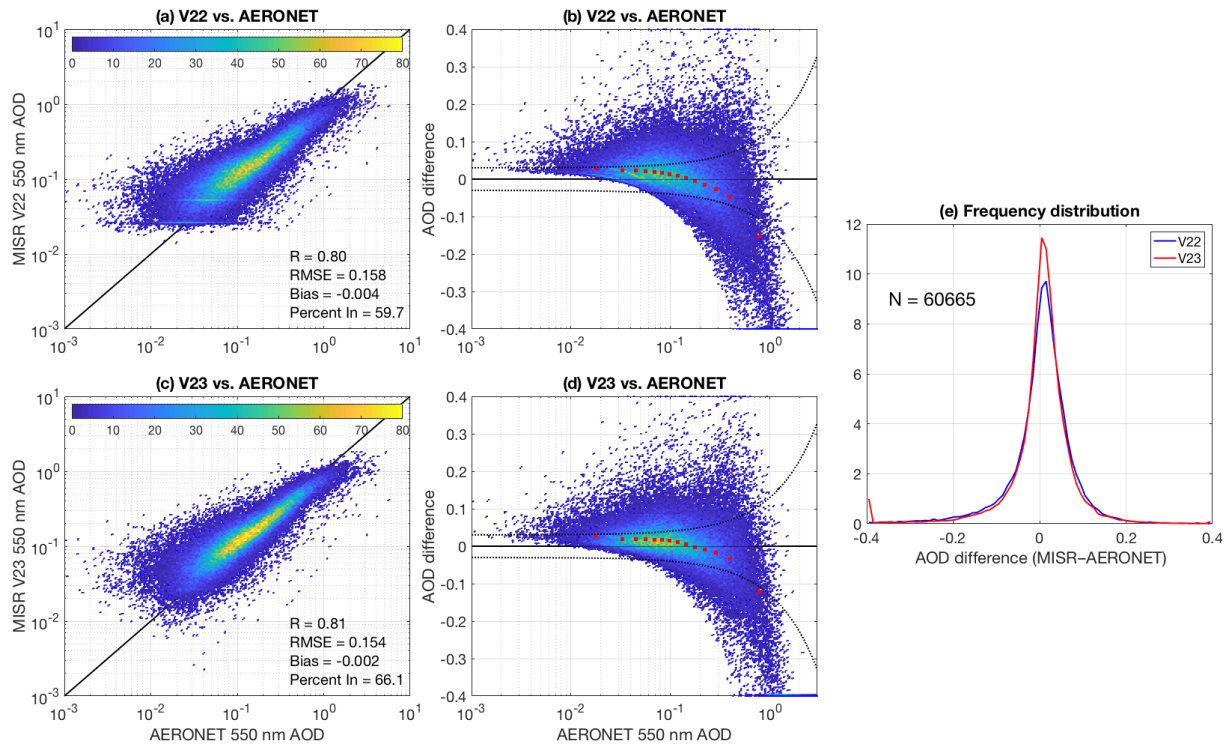 (a) V22 vs. AERONET
MISR V22 550 nm AOD
10^1
10^0
10^-1
10^-2
10^-3
0 10 20 30 40 50 60 70 80
R = 0.80
RMSE = 0.158
Bias = -0.004
Percent In = 59.7
10^-3 10^-2 10^-1 10^0 10^1
(b) V22 vs. AERONET
AOD difference
0.4
0.3
0.2
0.1
0
-0.1
-0.2
-0.3
-0.4
10^-3 10^-2 10^-1 10^0
(c) V23 vs. AERONET
MISR V23 550 nm AOD
10^1
10^0
10^-1
10^-2
10^-3
0 10 20 30 40 50 60 70 80
R = 0.81
RMSE = 0.154
Bias = -0.002
Percent In = 66.1
10^-3 10^-2 10^-1 10^0 10^1
AERONET 550 nm AOD
(d) V23 vs. AERONET
AOD difference
0.4
0.3
0.2
0.1
0
-0.1
-0.2
-0.3
-0.4
10^-3 10^-2 10^-1 10^0
AERONET 550 nm AOD
(e) Frequency distribution
12
10
8
6
4
2
0
V22
V23
N = 60665
-0.4 -0.2 0 0.2 0.4
AOD difference (MISR−AERONET)